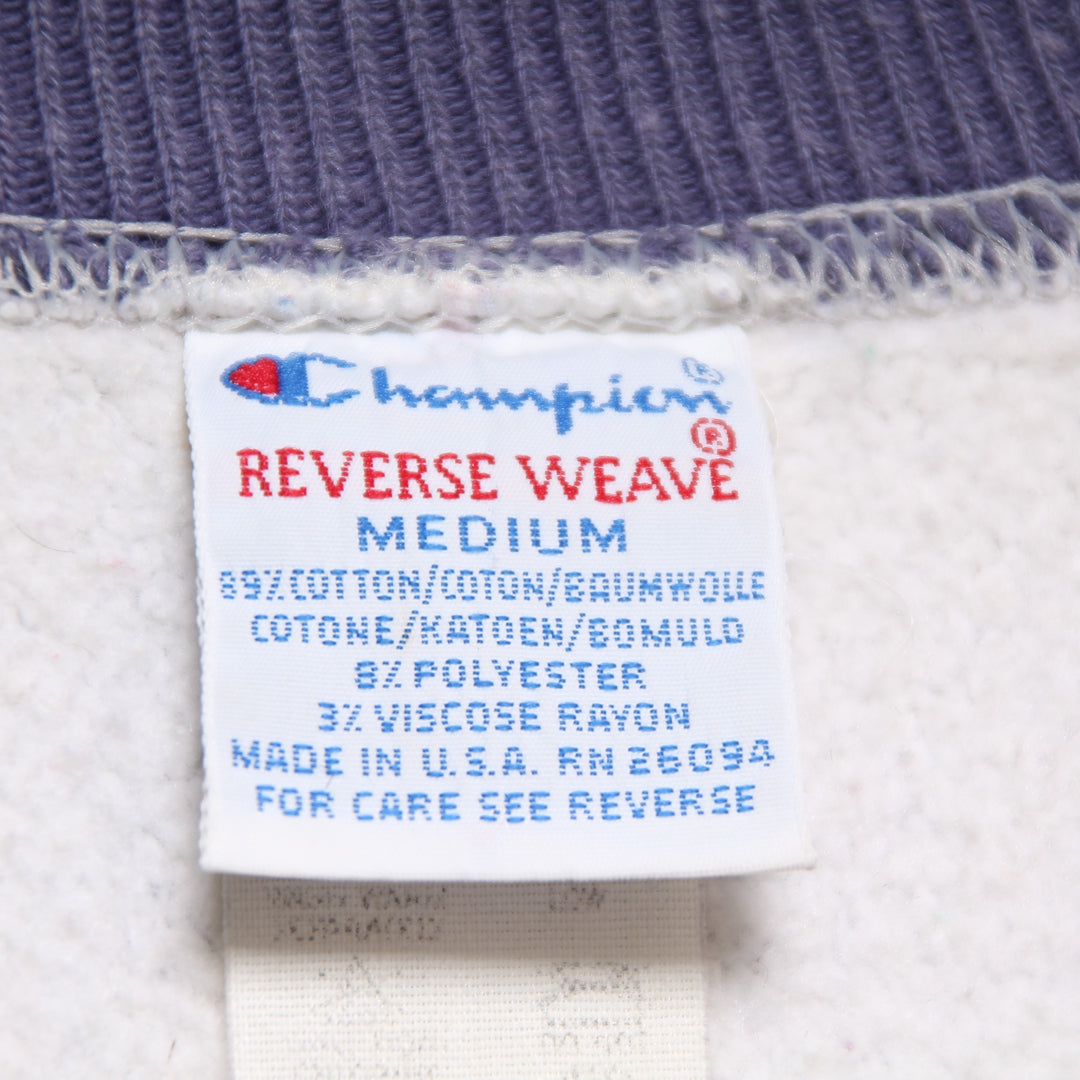 Champion®
REVERSE WEAVE®
MEDIUM
89% COTTON/COTON/BAUMWOLLE
COTONE/KATOEN/BOMULD
8% POLYESTER
3% VISCOSE RAYON
MADE IN U.S.A. RN 26094
FOR CARE SEE REVERSE